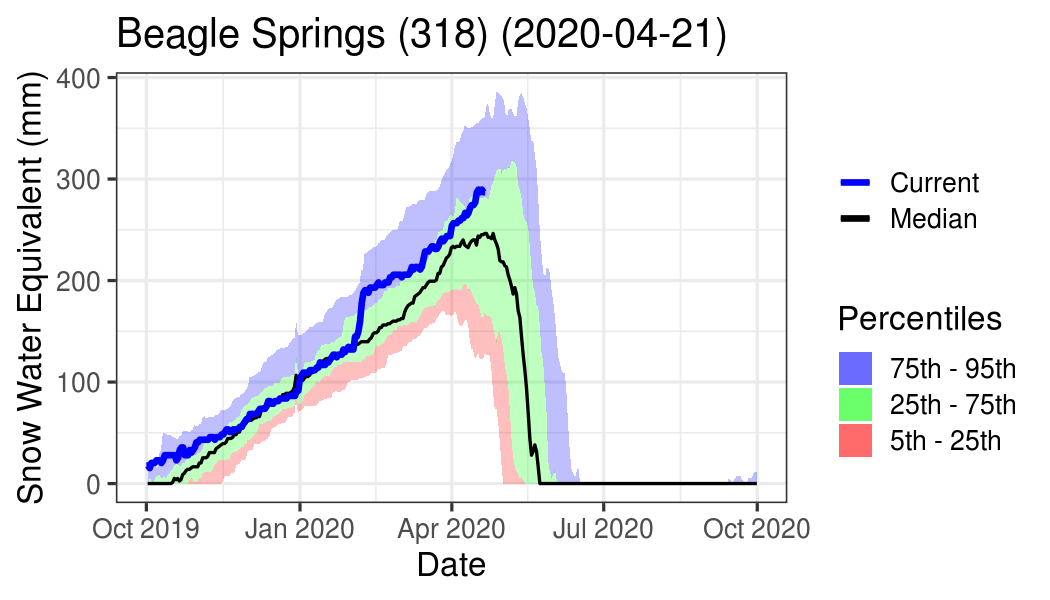 Beagle Springs (318) (2020-04-21)
Snow Water Equivalent (mm)
400
300
200
100
0
Oct 2019 Jan 2020 Apr 2020 Jul 2020 Oct 2020
Date
Current
Median
Percentiles
75th - 95th
25th - 75th
5th - 25th